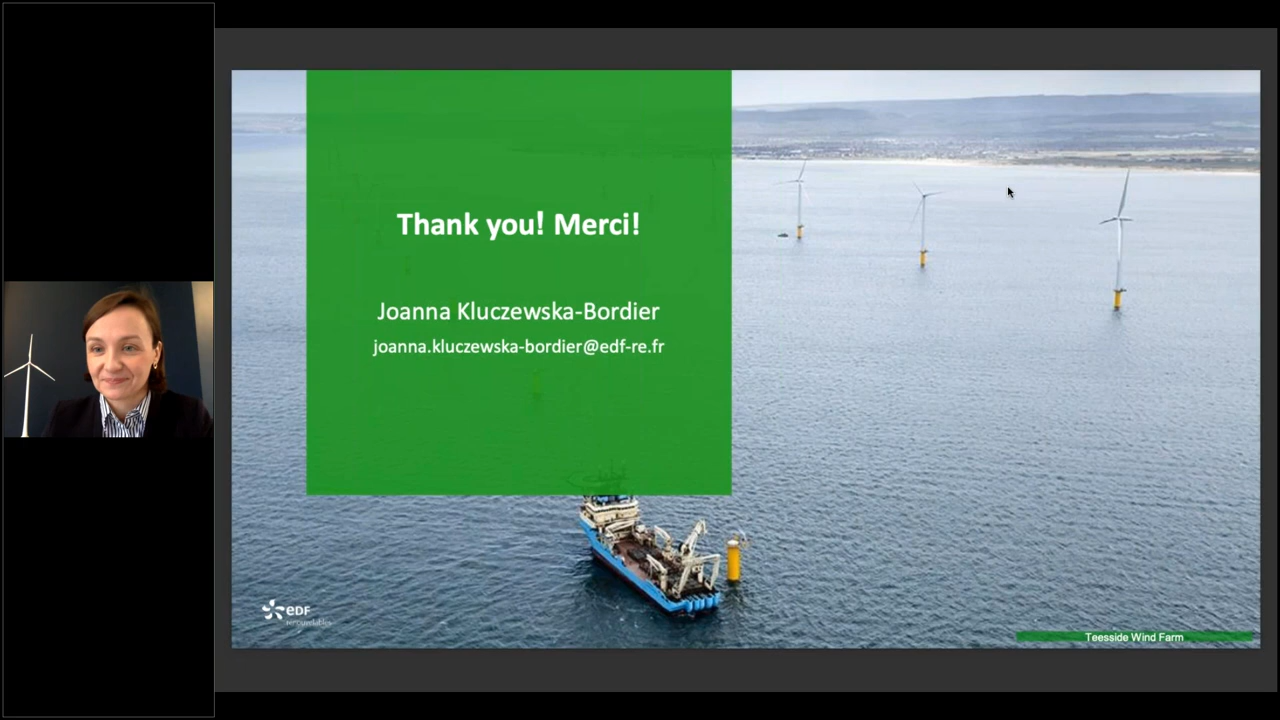 Thank you! Merci!
Joanna Kluczewska-Bordier
joanna.kluczewska-bordier@edf-re.fr
eDF
renouvelables
Teesside Wind Farm